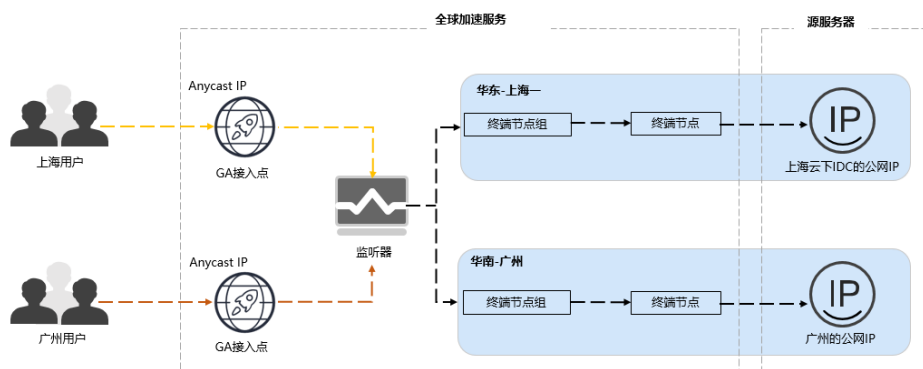 全球加速服务
源服务器
Anycast IP
华东-上海一
终端节点组
终端节点
IP
上海用户
GA接入点
上海云下IDC的公网IP
监听器
Anycast IP
华南-广州
终端节点组
终端节点
IP
广州用户
GA接入点
广州的公网IP